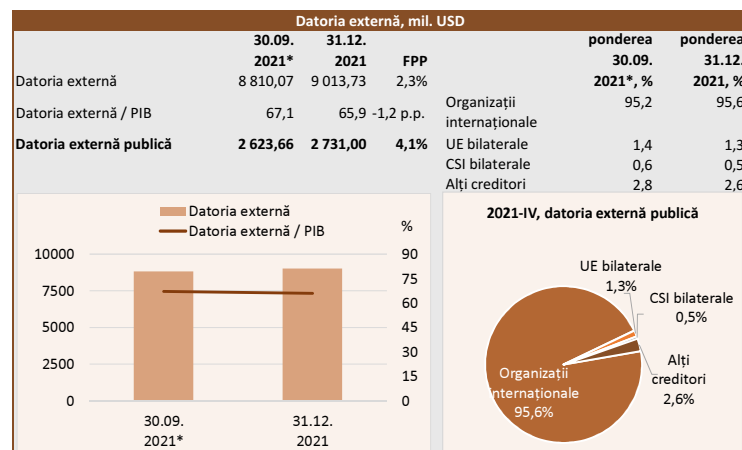 Datoria externă, mil. USD
30.09. 31.12.
2021* 2021 FPP
Datoria externă 8 810,07 9 013,73 2,3%
Datoria externă / PIB 67,1 65,9 -1,2 p.p.
Datoria externă publică 2 623,66 2 731,00 4,1%
ponderea ponderea
30.09. 31.12.
2021*, % 2021, %
Organizații 95,2 95,6
internaționale
UE bilaterale 1,4 1,3
CSI bilaterale 0,6 0,5
Alți creditori 2,8 2,6
Datoria externă
Datoria externă / PIB
%
10000 90
7500 75
5000 60
2500 45
0 30
15
0
30.09. 31.12.
2021* 2021
2021-IV, datoria externă publică
UE bilaterale
1,3%
CSI bilaterale
0,5%
Alți
creditori
2,6%
Organizații
internaționale
95,6%